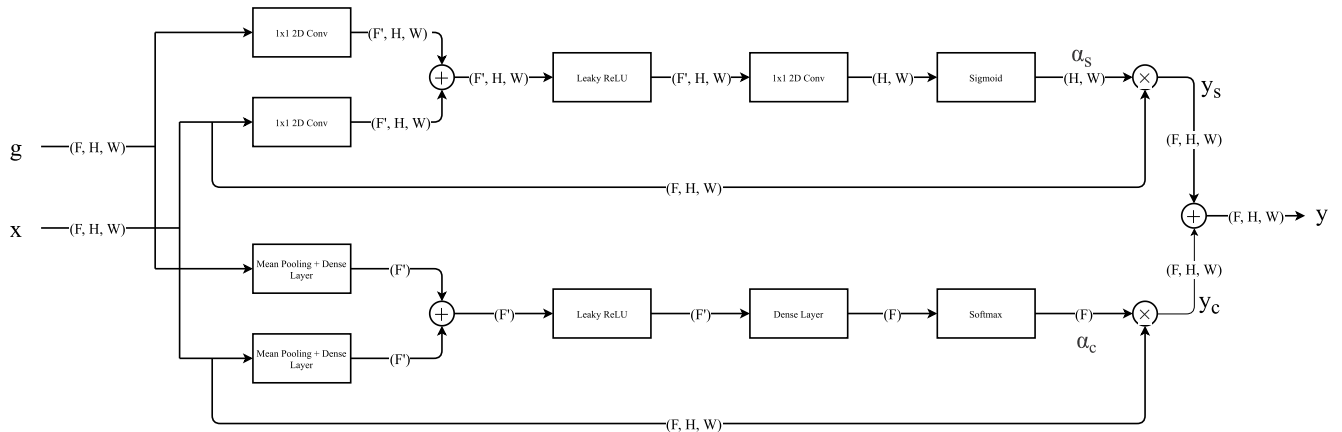 1x1 2D Conv
(F', H, W)
(F', H, W)
Leaky ReLU
(F', H, W)
1x1 2D Conv
(H, W)
Sigmoid
αs
(H, W)
ys
1x1 2D Conv
(F', H, W)
g
(F, H, W)
(F, H, W)
(F, H, W)
x
(F, H, W)
(F, H, W)
y
Mean Pooling + Dense
Layer
(F')
(F, H, W)
(F')
Leaky ReLU
(F')
Dense Layer
(F)
Softmax
(F)
αc
yc
Mean Pooling + Dense
Layer
(F')
(F, H, W)